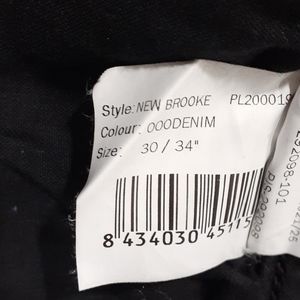 Style: NEW BROOKE PL200019
Colour: 000DENIM
Size: 30 / 34"
8 434030 45115